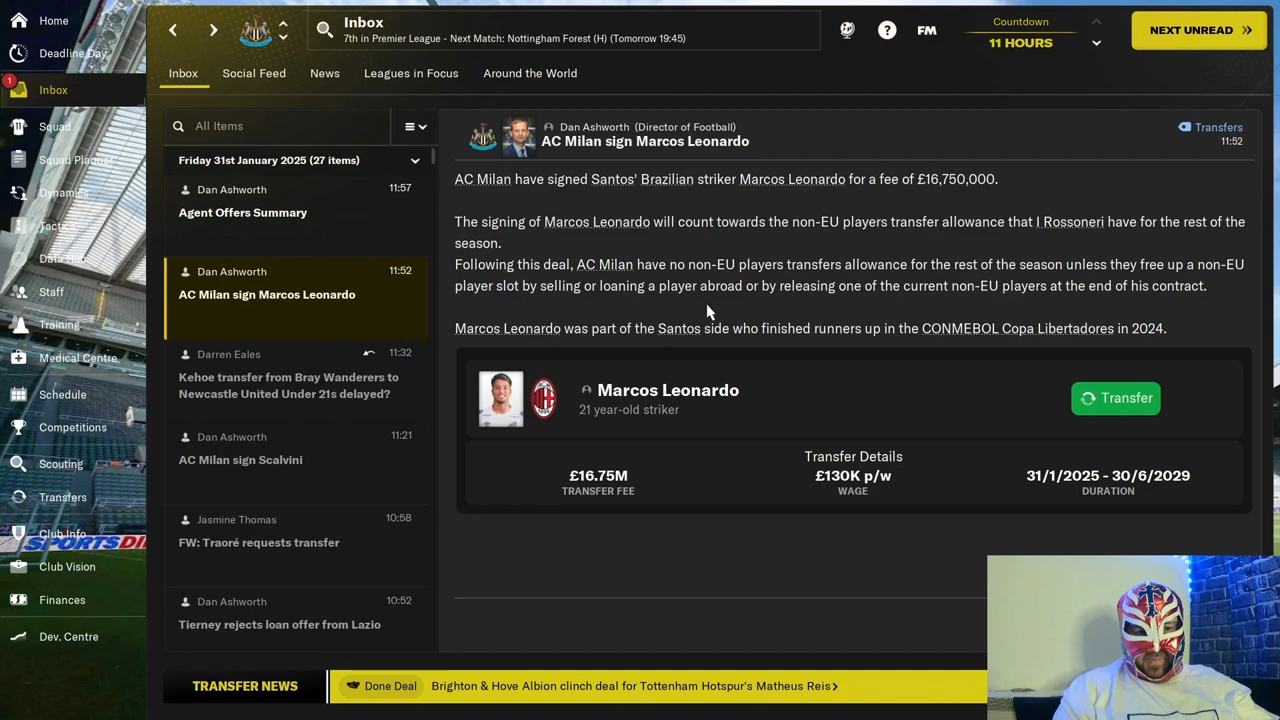 Home
Deadline Day
1
Inbox
Squad
Squad Planner
Dynamics
Tactics
Data Hub
Staff
Training
Medical Centre
Schedule
Competitions
Scouting
Transfers
Club Info
SPORTS DI
Club Vision
Finances
Dev. Centre
Inbox
7th in Premier League - Next Match: Nottingham Forest (H) (Tomorrow 19:45)
?
FM
Countdown
11 HOURS
NEXT UNREAD
Inbox
Social Feed
News
Leagues in Focus
Around the World
All Items
Friday 31st January 2025 (27 items)
Dan Ashworth
11:57
Agent Offers Summary
Dan Ashworth
11:52
AC Milan sign Marcos Leonardo
Darren Eales
11:32
Kehoe transfer from Bray Wanderers to
Newcastle United Under 21s delayed?
Dan Ashworth
11:21
AC Milan sign Scalvini
Jasmine Thomas
10:58
FW: Traoré requests transfer
Dan Ashworth
10:52
Tierney rejects loan offer from Lazio
Dan Ashworth (Director of Football)
AC Milan sign Marcos Leonardo
Transfers
11:52
AC Milan have signed Santos' Brazilian striker Marcos Leonardo for a fee of £16,750,000.
The signing of Marcos Leonardo will count towards the non-EU players transfer allowance that I Rossoneri have for the rest of the
season.
Following this deal, AC Milan have no non-EU players transfers allowance for the rest of the season unless they free up a non-EU
player slot by selling or loaning a player abroad or by releasing one of the current non-EU players at the end of his contract.
Marcos Leonardo was part of the Santos side who finished runners up in the CONMEBOL Copa Libertadores in 2024.
Marcos Leonardo
21 year-old striker
Transfer
Transfer Details
£16.75M
£130K p/w
31/1/2025 - 30/6/2029
TRANSFER FEE
WAGE
DURATION
TRANSFER NEWS
Done Deal
Brighton & Hove Albion clinch deal for Tottenham Hotspur's Matheus Reis